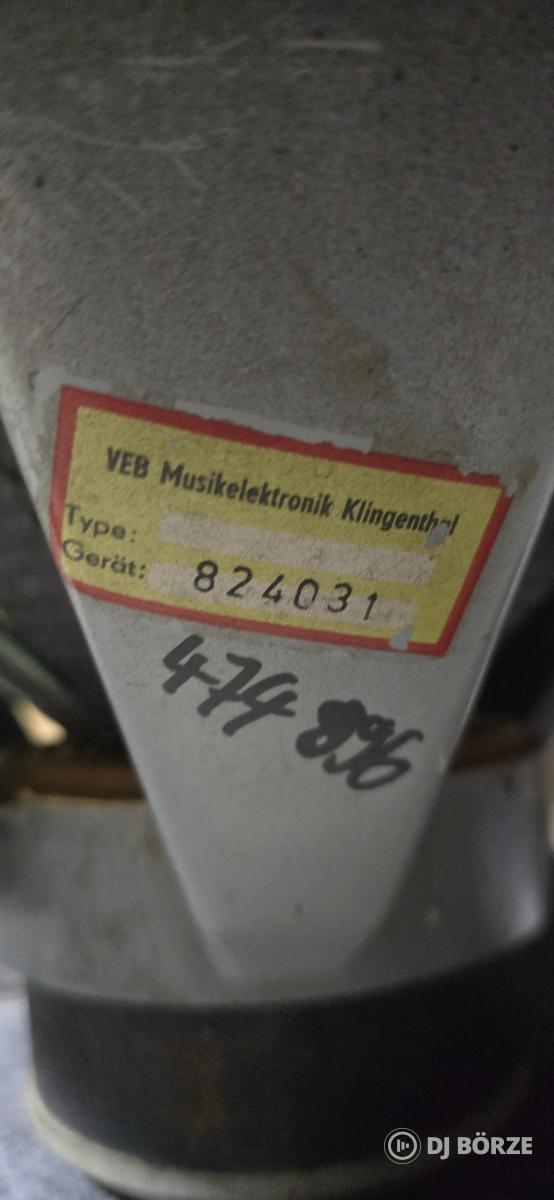 VEB Musikelektronik Klingenthal
Type:
Gerät: 824031
474 896
DJ BÖRZE